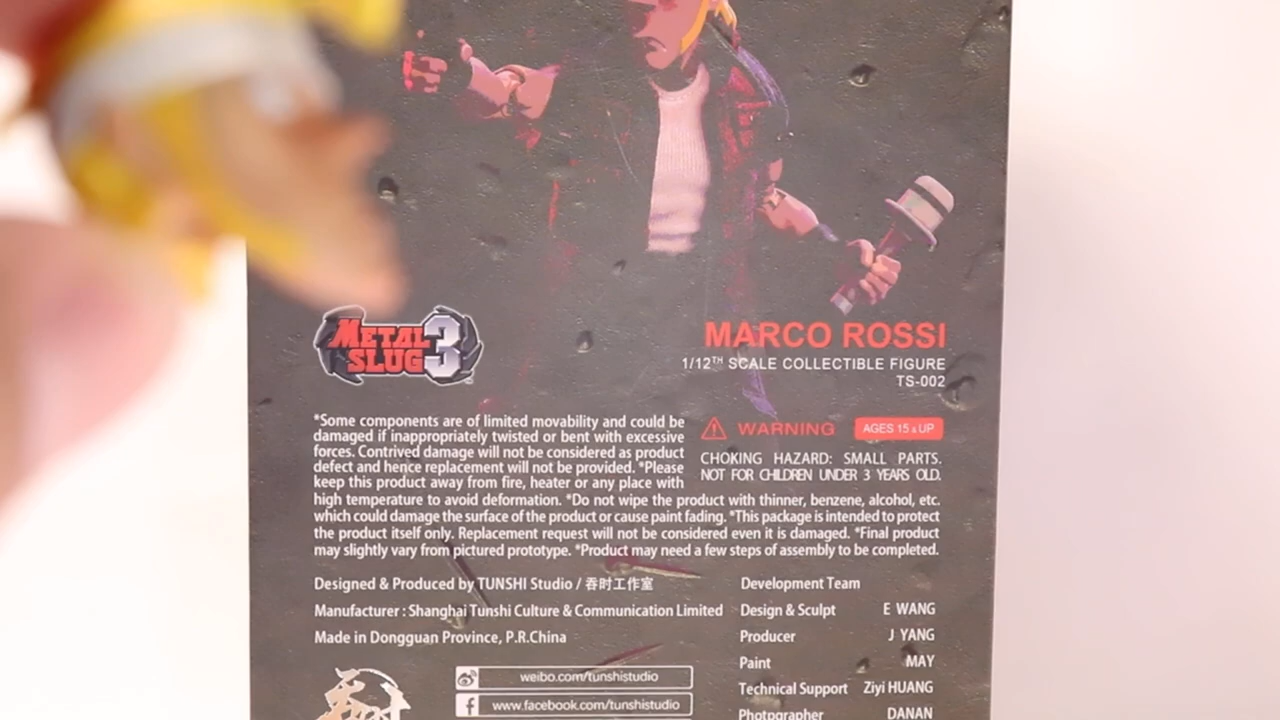 METAL
SLUG 3
MARCO ROSSI
1/12TH SCALE COLLECTIBLE FIGURE
TS-002
*Some components are of limited movability and could be
damaged if inappropriately twisted or bent with excessive
forces. Contrived damage will not be considered as product
defect and hence replacement will not be provided. *Please
keep this product away from fire, heater or any place with
high temperature to avoid deformation. *Do not wipe the product with thinner, benzene, alcohol, etc.
which could damage the surface of the product or cause paint fading. *This package is intended to protect
the product itself only. Replacement request will not be considered even it is damaged. *Final product
may slightly vary from pictured prototype. *Product may need a few steps of assembly to be completed.
WARNING AGES 15 & UP
CHOKING HAZARD: SMALL PARTS.
NOT FOR CHILDREN UNDER 3 YEARS OLD.
Designed & Produced by TUNSHI Studio / 吞时工作室
Manufacturer : Shanghai Tunshi Culture & Communication Limited
Made in Dongguan Province, P.R.China
weibo.com/tunshistudio
www.facebook.com/tunshistudio
Development Team
Design & Sculpt E WANG
Producer J YANG
Paint MAY
Technical Support Ziyi HUANG
Photographer DANAN